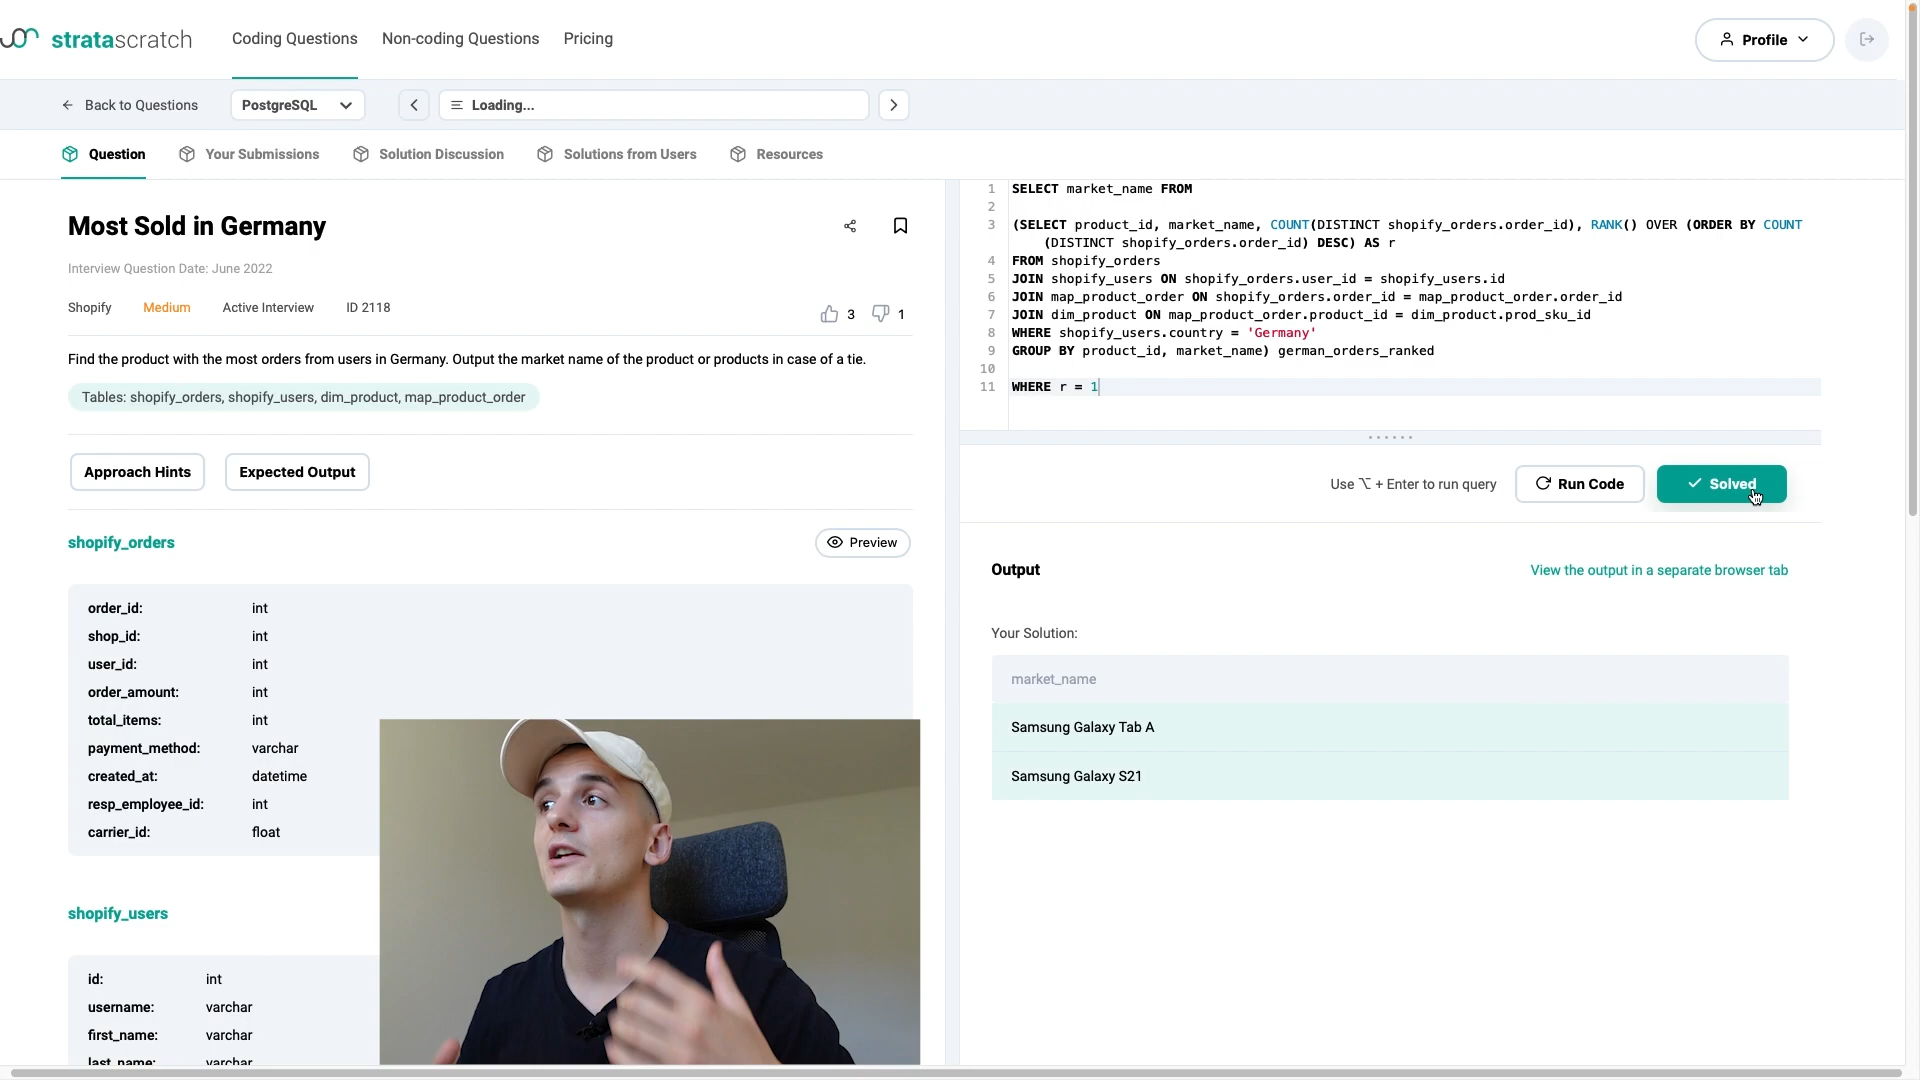 stratascratch
Coding Questions
Non-coding Questions
Pricing
Profile
Back to Questions
PostgreSQL
Loading...
Question
Your Submissions
Solution Discussion
Solutions from Users
Resources
Most Sold in Germany
Interview Question Date: June 2022
Shopify Medium Active Interview ID 2118
3 1
Find the product with the most orders from users in Germany. Output the market name of the product or products in case of a tie.
Tables: shopify_orders, shopify_users, dim_product, map_product_order
Approach Hints
Expected Output
shopify_orders
Preview
order_id: int
shop_id: int
user_id: int
order_amount: int
total_items: int
payment_method: varchar
created_at: datetime
resp_employee_id: int
carrier_id: float
shopify_users
id: int
username: varchar
first_name: varchar
last_name: varchar
1 SELECT market_name FROM
2
3 (SELECT product_id, market_name, COUNT(DISTINCT shopify_orders.order_id), RANK() OVER (ORDER BY COUNT
(DISTINCT shopify_orders.order_id) DESC) AS r
4 FROM shopify_orders
5 JOIN shopify_users ON shopify_orders.user_id = shopify_users.id
6 JOIN map_product_order ON shopify_orders.order_id = map_product_order.order_id
7 JOIN dim_product ON map_product_order.product_id = dim_product.prod_sku_id
8 WHERE shopify_users.country = 'Germany'
9 GROUP BY product_id, market_name) german_orders_ranked
10
11 WHERE r = 1
Use ⌥ + Enter to run query
Run Code
Solved
Output
View the output in a separate browser tab
Your Solution:
market_name
Samsung Galaxy Tab A
Samsung Galaxy S21